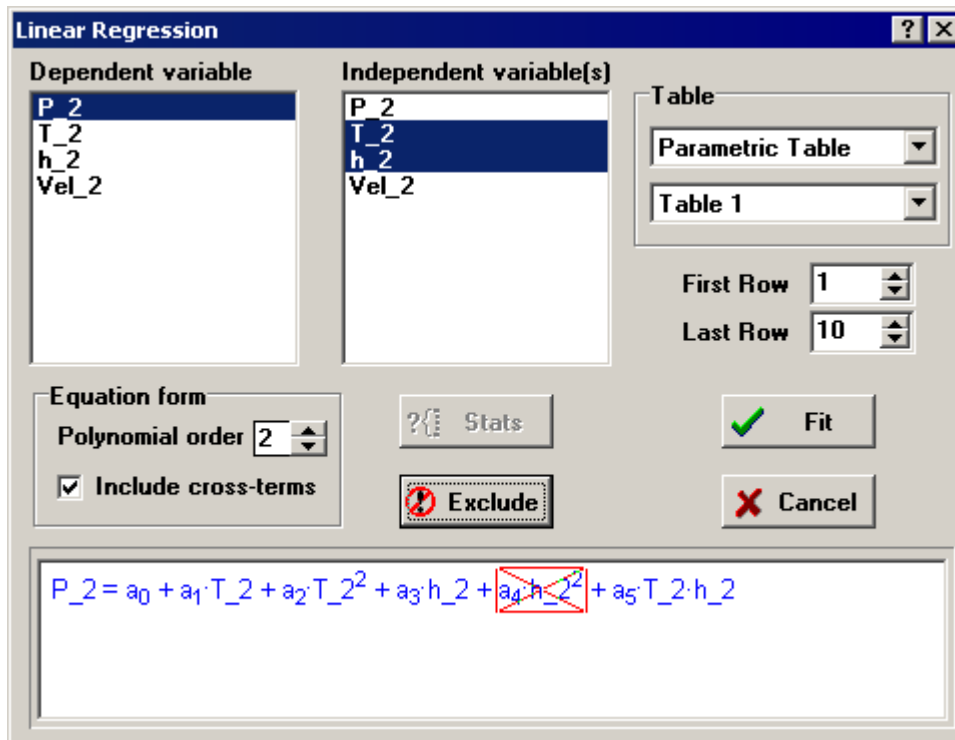 Linear Regression
Dependent variable
P_2
T_2
h_2
Vel_2
Independent variable(s)
P_2
T_2
h_2
Vel_2
Table
Parametric Table
Table 1
First Row 1
Last Row 10
Equation form
Polynomial order 2
Include cross-terms
?{ Stats
Exclude
Fit
Cancel
P_2 = a₀ + a₁·T_2 + a₂·T_2² + a₃·h_2 + a₄·h_2² + a₅·T_2·h_2